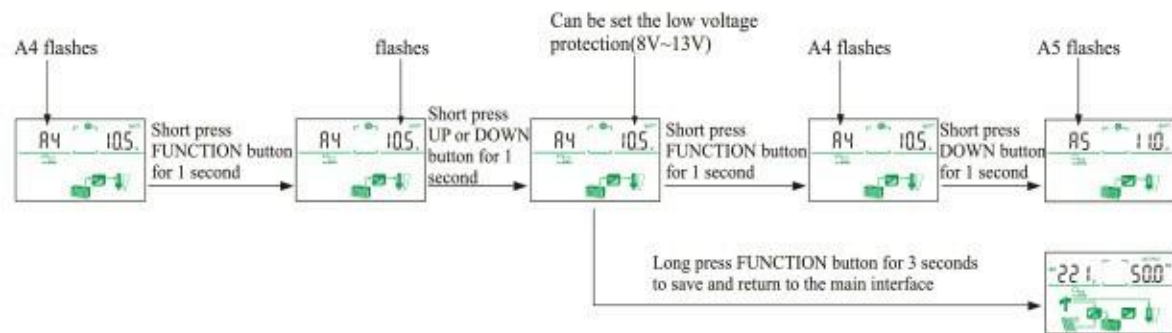 Can be set the low voltage
protection(8V~13V)
A4 flashes
flashes
A4 flashes
A5 flashes
A4 10.5
Short press
FUNCTION button
for 1 second
A4 10.5
Short press
UP or DOWN
button for 1
second
A4 10.5
Short press
FUNCTION button
for 1 second
A4 10.5
Short press
DOWN button
for 1 second
A5 11.0
Long press FUNCTION button for 3 seconds
to save and return to the main interface
221 50.0